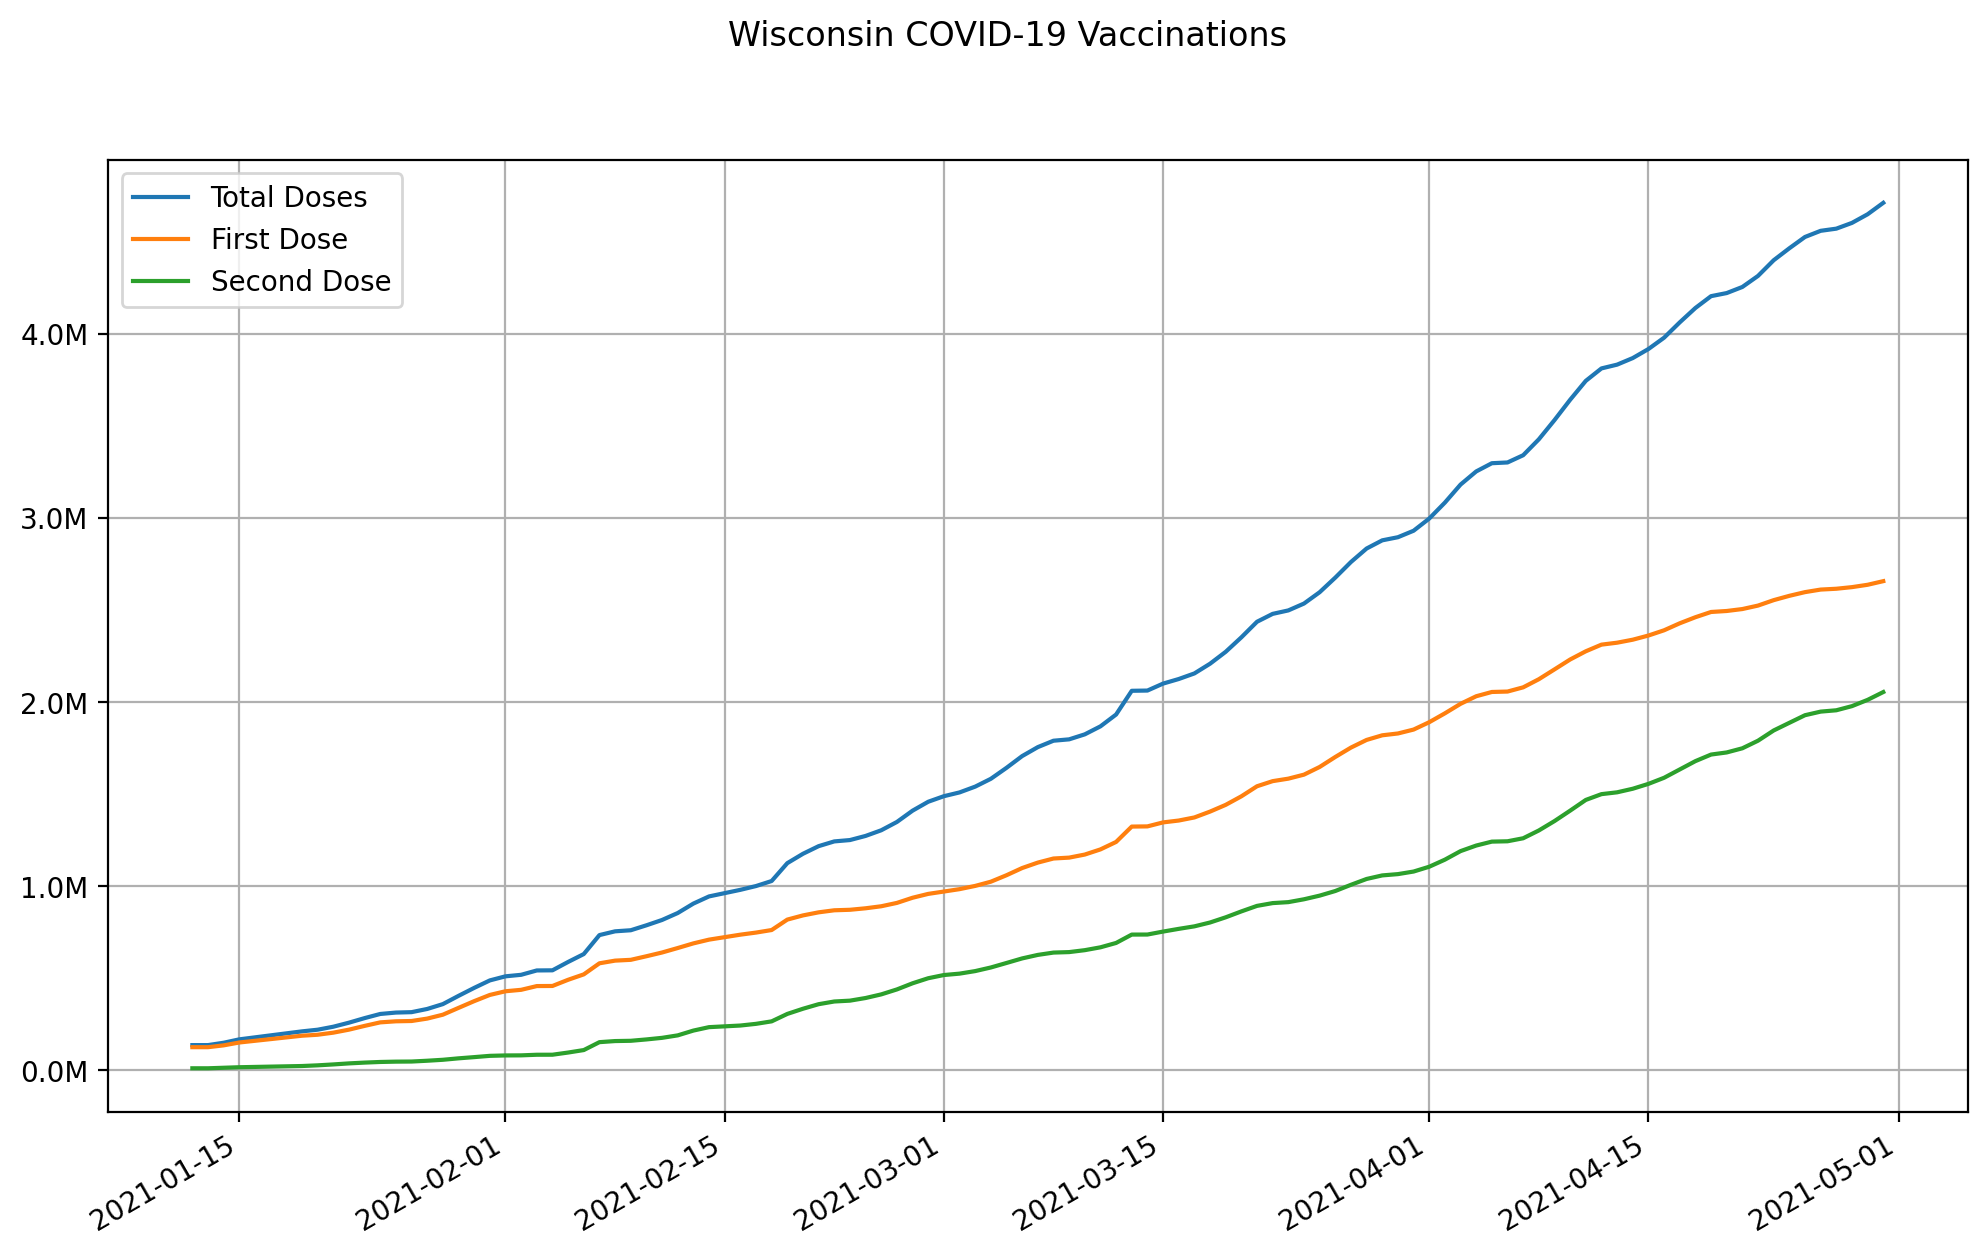 Wisconsin COVID-19 Vaccinations
Total Doses
First Dose
Second Dose
4.0M
3.0M
2.0M
1.0M
0.0M
2021-01-15
2021-02-01
2021-02-15
2021-03-01
2021-03-15
2021-04-01
2021-04-15
2021-05-01